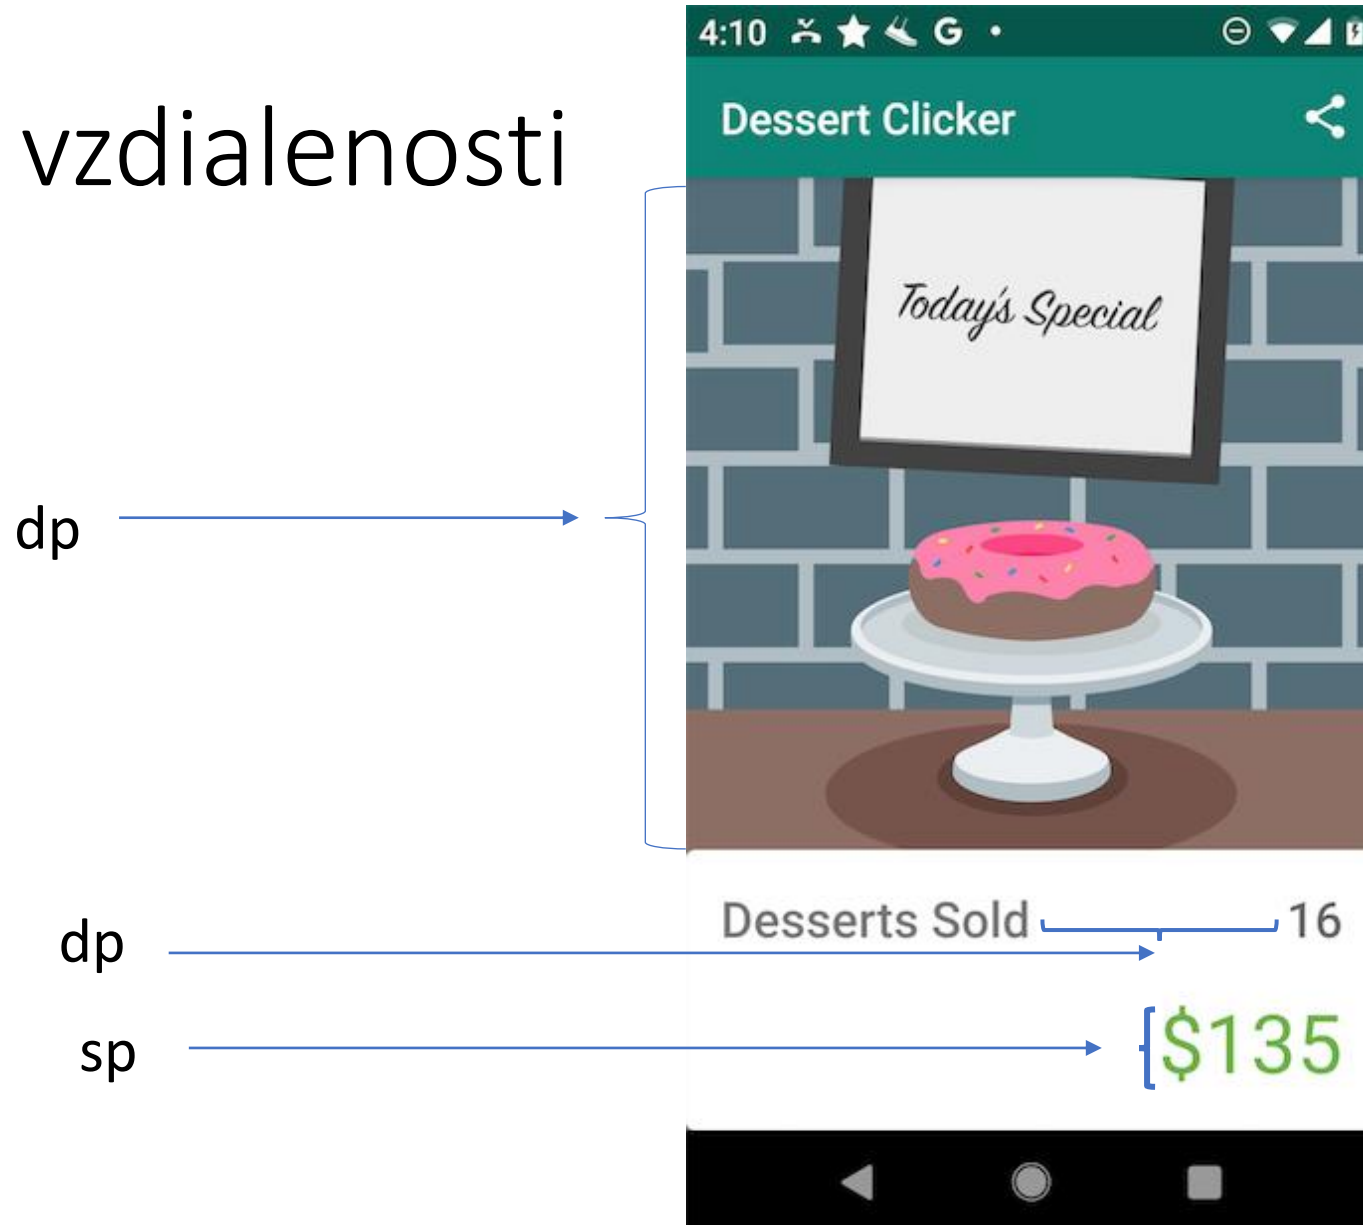 vzdialenosti
dp
dp
sp
4:10 G
Dessert Clicker
Today's Special
Desserts Sold 16
$135